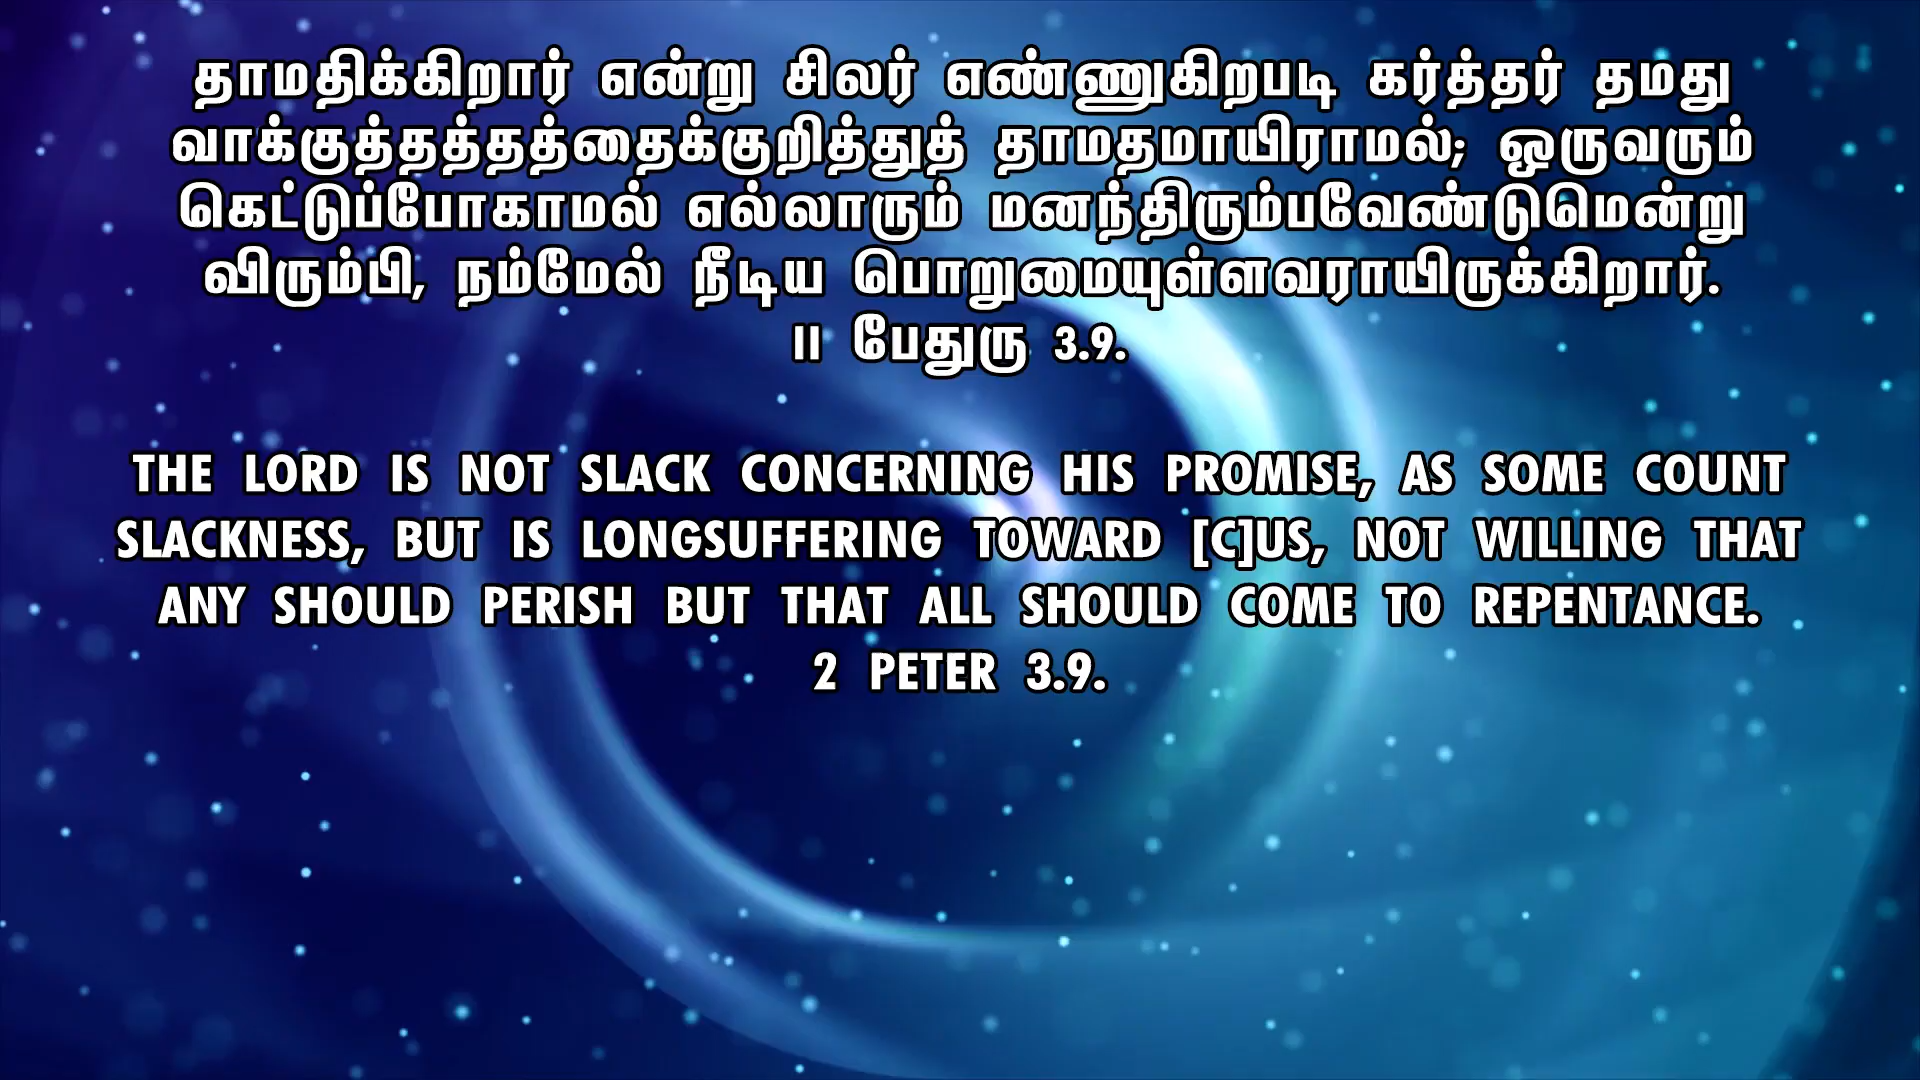 தாமதிக்கிறார் என்று சிலர் எண்ணுகிறபடி கர்த்தர் தமது
வாக்குத்தத்தத்தைக்குறித்துத் தாமதமாயிராமல்; ஒருவரும்
கெட்டுப்போகாமல் எல்லாரும் மனந்திரும்பவேண்டுமென்று
விரும்பி, நம்மேல் நீடிய பொறுமையுள்ளவராயிருக்கிறார்.
II பேதுரு 3.9.
THE LORD IS NOT SLACK CONCERNING HIS PROMISE, AS SOME COUNT
SLACKNESS, BUT IS LONGSUFFERING TOWARD [C]US, NOT WILLING THAT
ANY SHOULD PERISH BUT THAT ALL SHOULD COME TO REPENTANCE.
2 PETER 3.9.